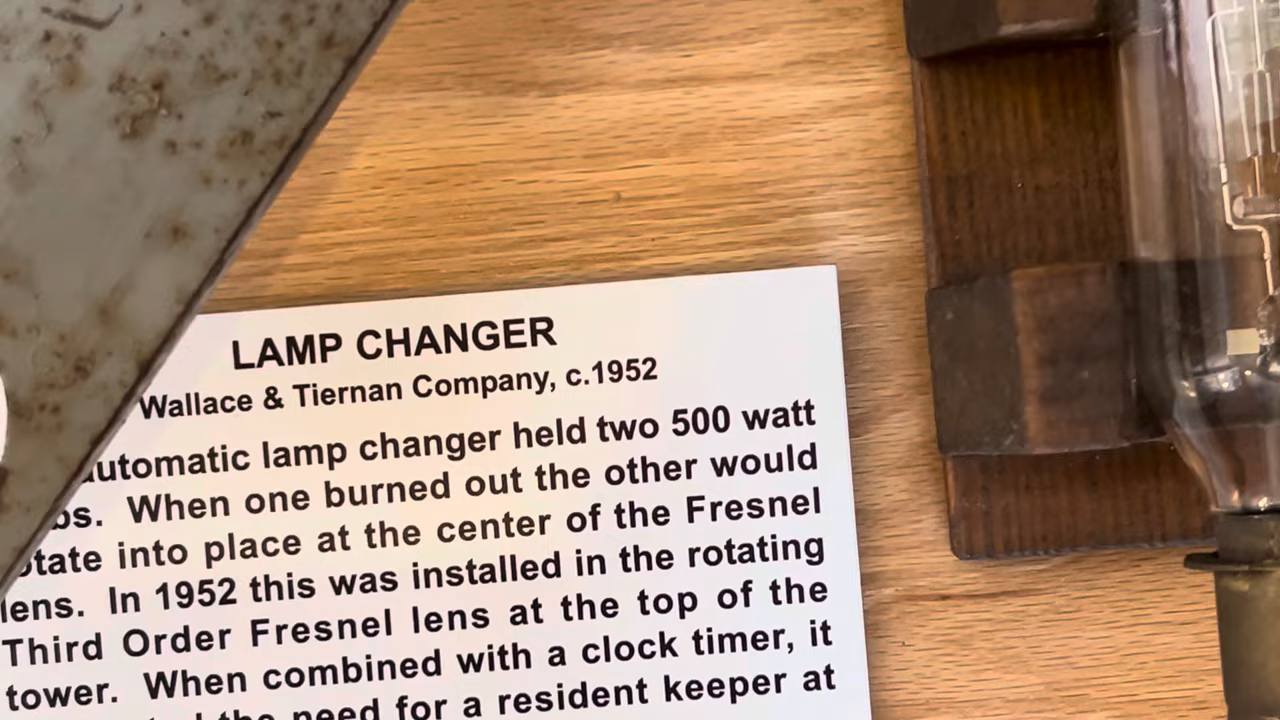 LAMP CHANGER
Wallace & Tiernan Company, c.1952
automatic lamp changer held two 500 watt
When one burned out the other would
into place at the center of the Fresnel
lens. In 1952 this was installed in the rotating
Third Order Fresnel lens at the top of the
tower. When combined with a clock timer, it
the need for a resident keeper at